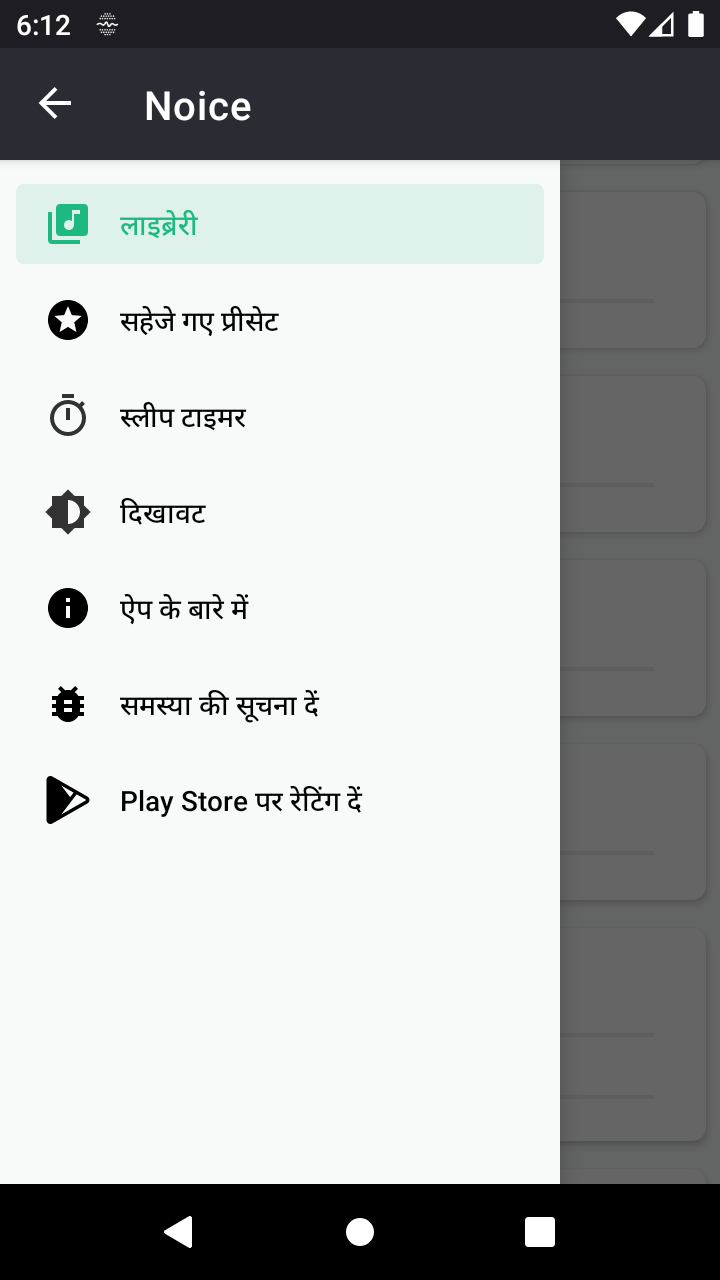 6:12
Noice
लाइब्रेरी
सहेजे गए प्रीसेट
स्लीप टाइमर
दिखावट
ऐप के बारे में
समस्या की सूचना दें
Play Store पर रेटिंग दें